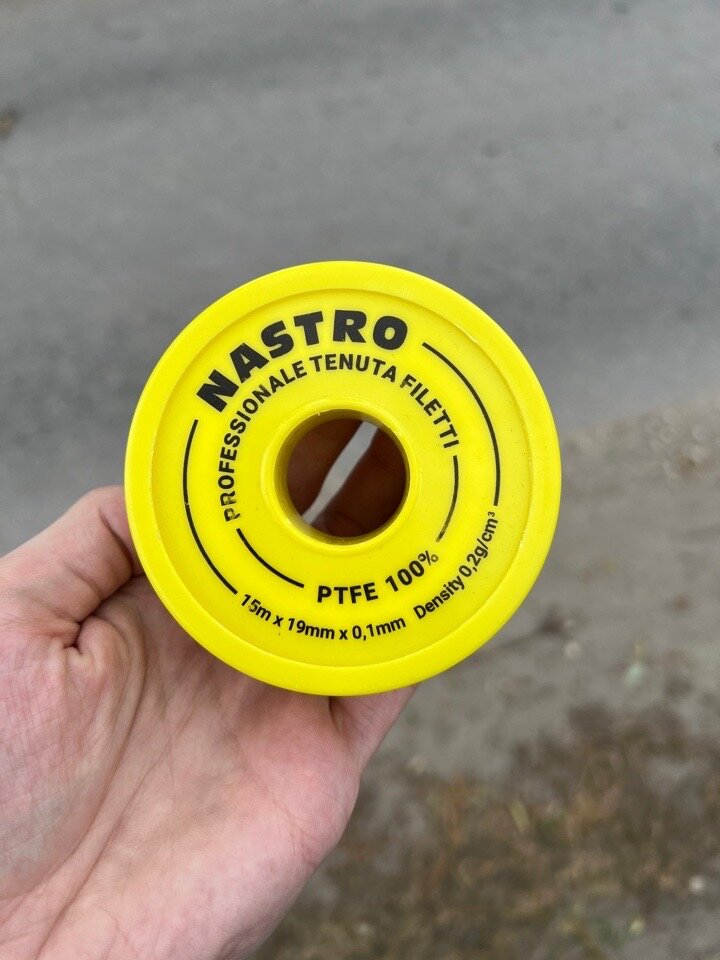 NASTRO
PROFESSIONALE TENUTA FILETTI
PTFE 100%
15m x 19mm x 0,1mm Density 0,2g/cm³